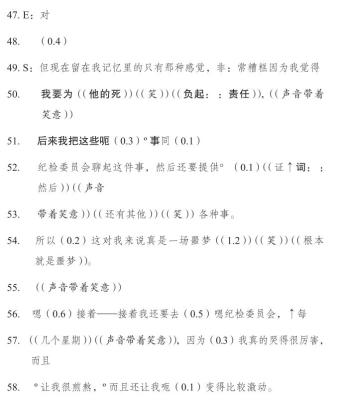 47. E：对
48. （0.4）
49. S：但现在留在我记忆里的只有那种感觉，非：常糟糕因为我觉得
50. 我要为（（他的死））（（笑））（（负起：：责任）），（（声音带着
笑意））
51. 后来我把这些呃（0.3）°事同（0.1）
52. 纪检委员会聊起这件事，然后还要提供°（0.1）（（证↑词：；
然后））（（声音
53. 带着笑意））（（还有其他））（（笑））各种事。
54. 所以（0.2）这对我来说真是一场噩梦（（1.2））（（笑））（（根本
就是噩梦））。
55. （（声音带着笑意））
56. 嗯（0.6）接着——接着我还要去（0.5）嗯纪检委员会，↑每
57. （（几个星期））（（声音带着笑意）），因为（0.3）我真的哭得很厉害，
而且
58. °让我很煎熬，°而且还让我呃（0.1）变得比较激动。